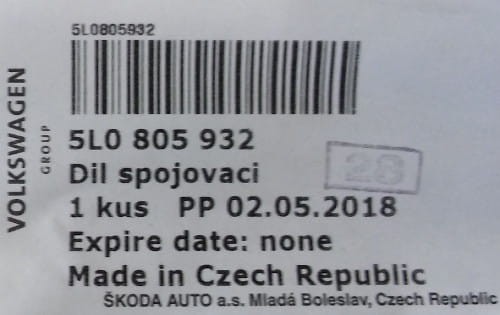 5L0805932
VOLKSWAGEN
GROUP
5L0 805 932
Dil spojovaci
28
1 kus PP 02.05.2018
Expire date: none
Made in Czech Republic
ŠKODA AUTO a.s. Mladá Boleslav, Czech Republic